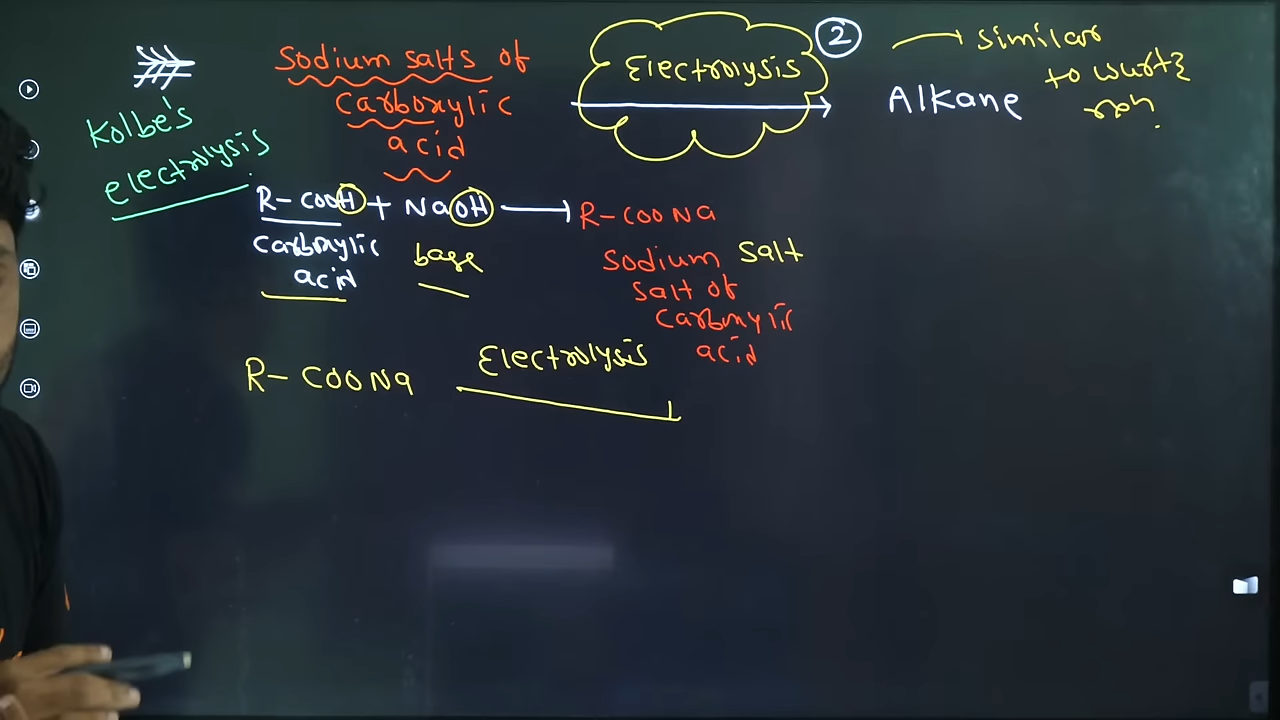 Kolbe's
electrolysis
Sodium salts of
carboxylic
acid
Electrolysis
2
Alkane
similar
to wurtz
rxn.
R-COOH + NaOH → R-COONa
carboxylic
acid
base
Sodium salt
salt of
carboxylic
acid
R-COONa
Electrolysis